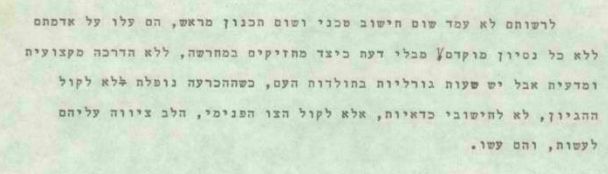 לרשותם לא עמד שום חישוב טכני ושום תכנון מראש, הם עלו על אדמתם
ללא כל נסיון מוקדם, מבלי דעת כיצד מחזיקים במחרשה, ללא הדרכה מקצועית
ומדעית אבל יש שעות גורליות בתולדות העם, כשההכרעה נופלת לא לקול
ההגיון, לא לחישובי כדאיות, אלא לקול הצו הפנימי, הלב ציווה עליהם
לעשות, והם עשו.